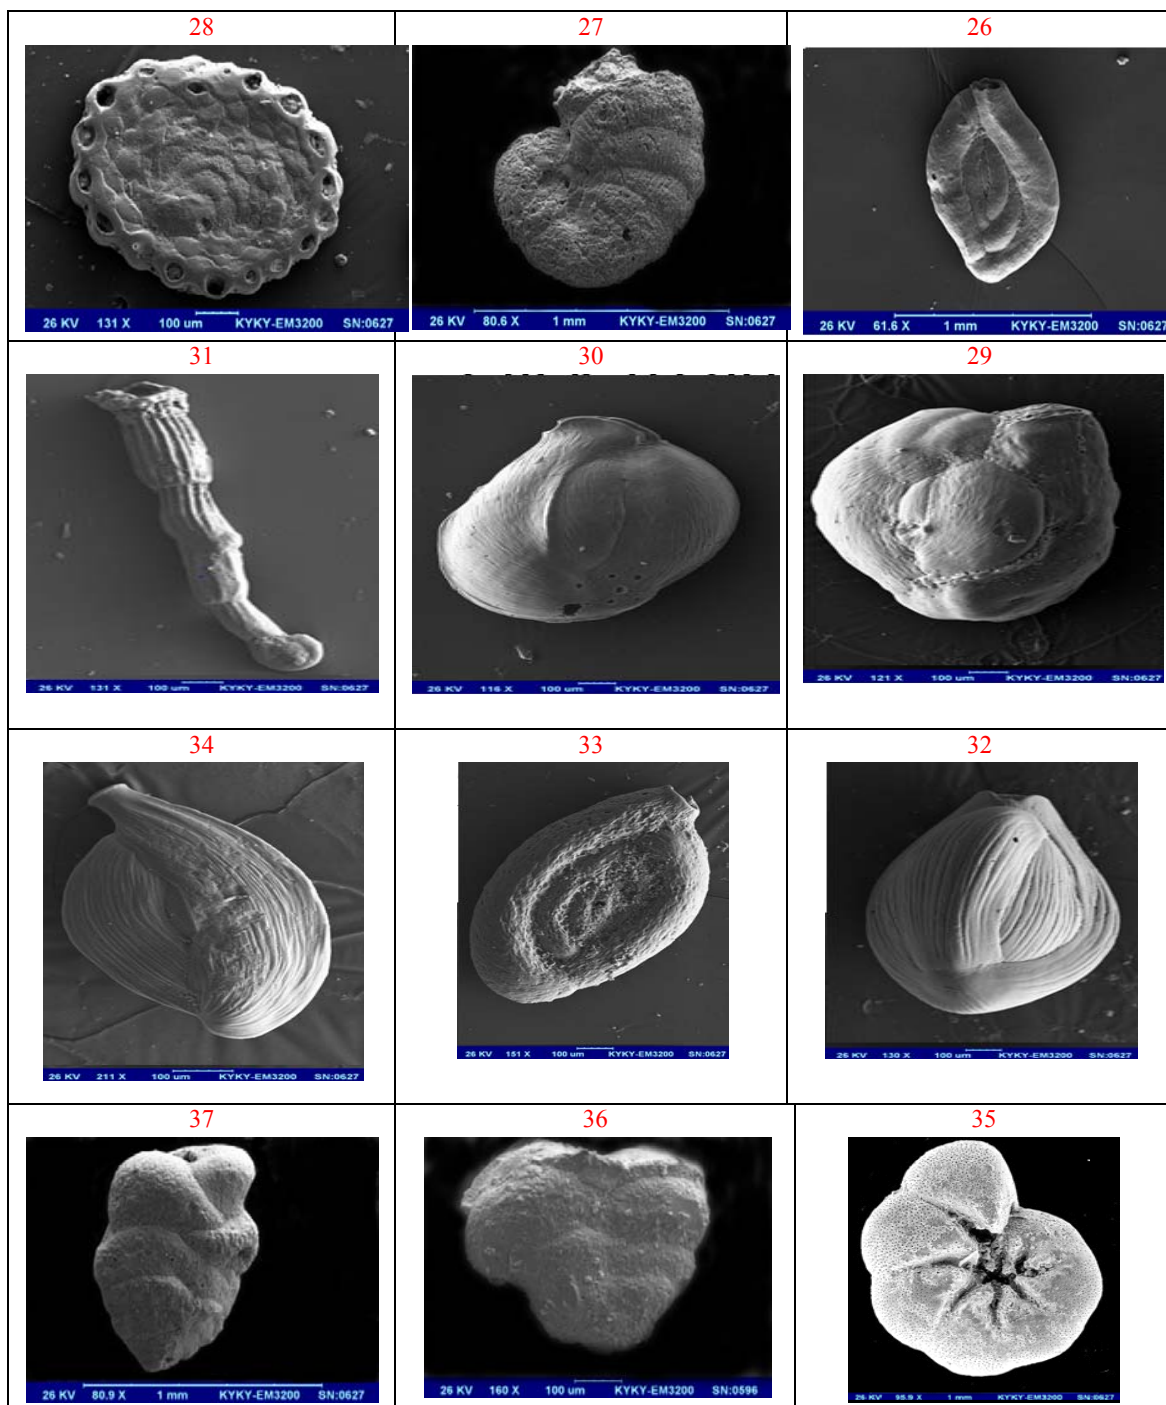 28 27 26
26 KV 131 X 100 um KYKY-EM3200 SN:0627
26 KV 80.6 X 1 mm KYKY-EM3200 SN:0627
26 KV 61.6 X 1 mm KYKY-EM3200 SN:0627
31 30 29
26 KV 131 X 100 um KYKY-EM3200 SN:0627
26 KV 116 X 100 um KYKY-EM3200 SN:0627
26 KV 121 X 100 um KYKY-EM3200 SN:0627
34 33 32
26 KV 211 X 100 um KYKY-EM3200 SN:0627
26 KV 151 X 100 um KYKY-EM3200 SN:0627
26 KV 130 X 100 um KYKY-EM3200 SN:0627
37 36 35
26 KV 80.9 X 1 mm KYKY-EM3200 SN:0627
26 KV 160 X 100 um KYKY-EM3200 SN:0596
26 KV 95.9 X 1 mm KYKY-EM3200 SN:0627